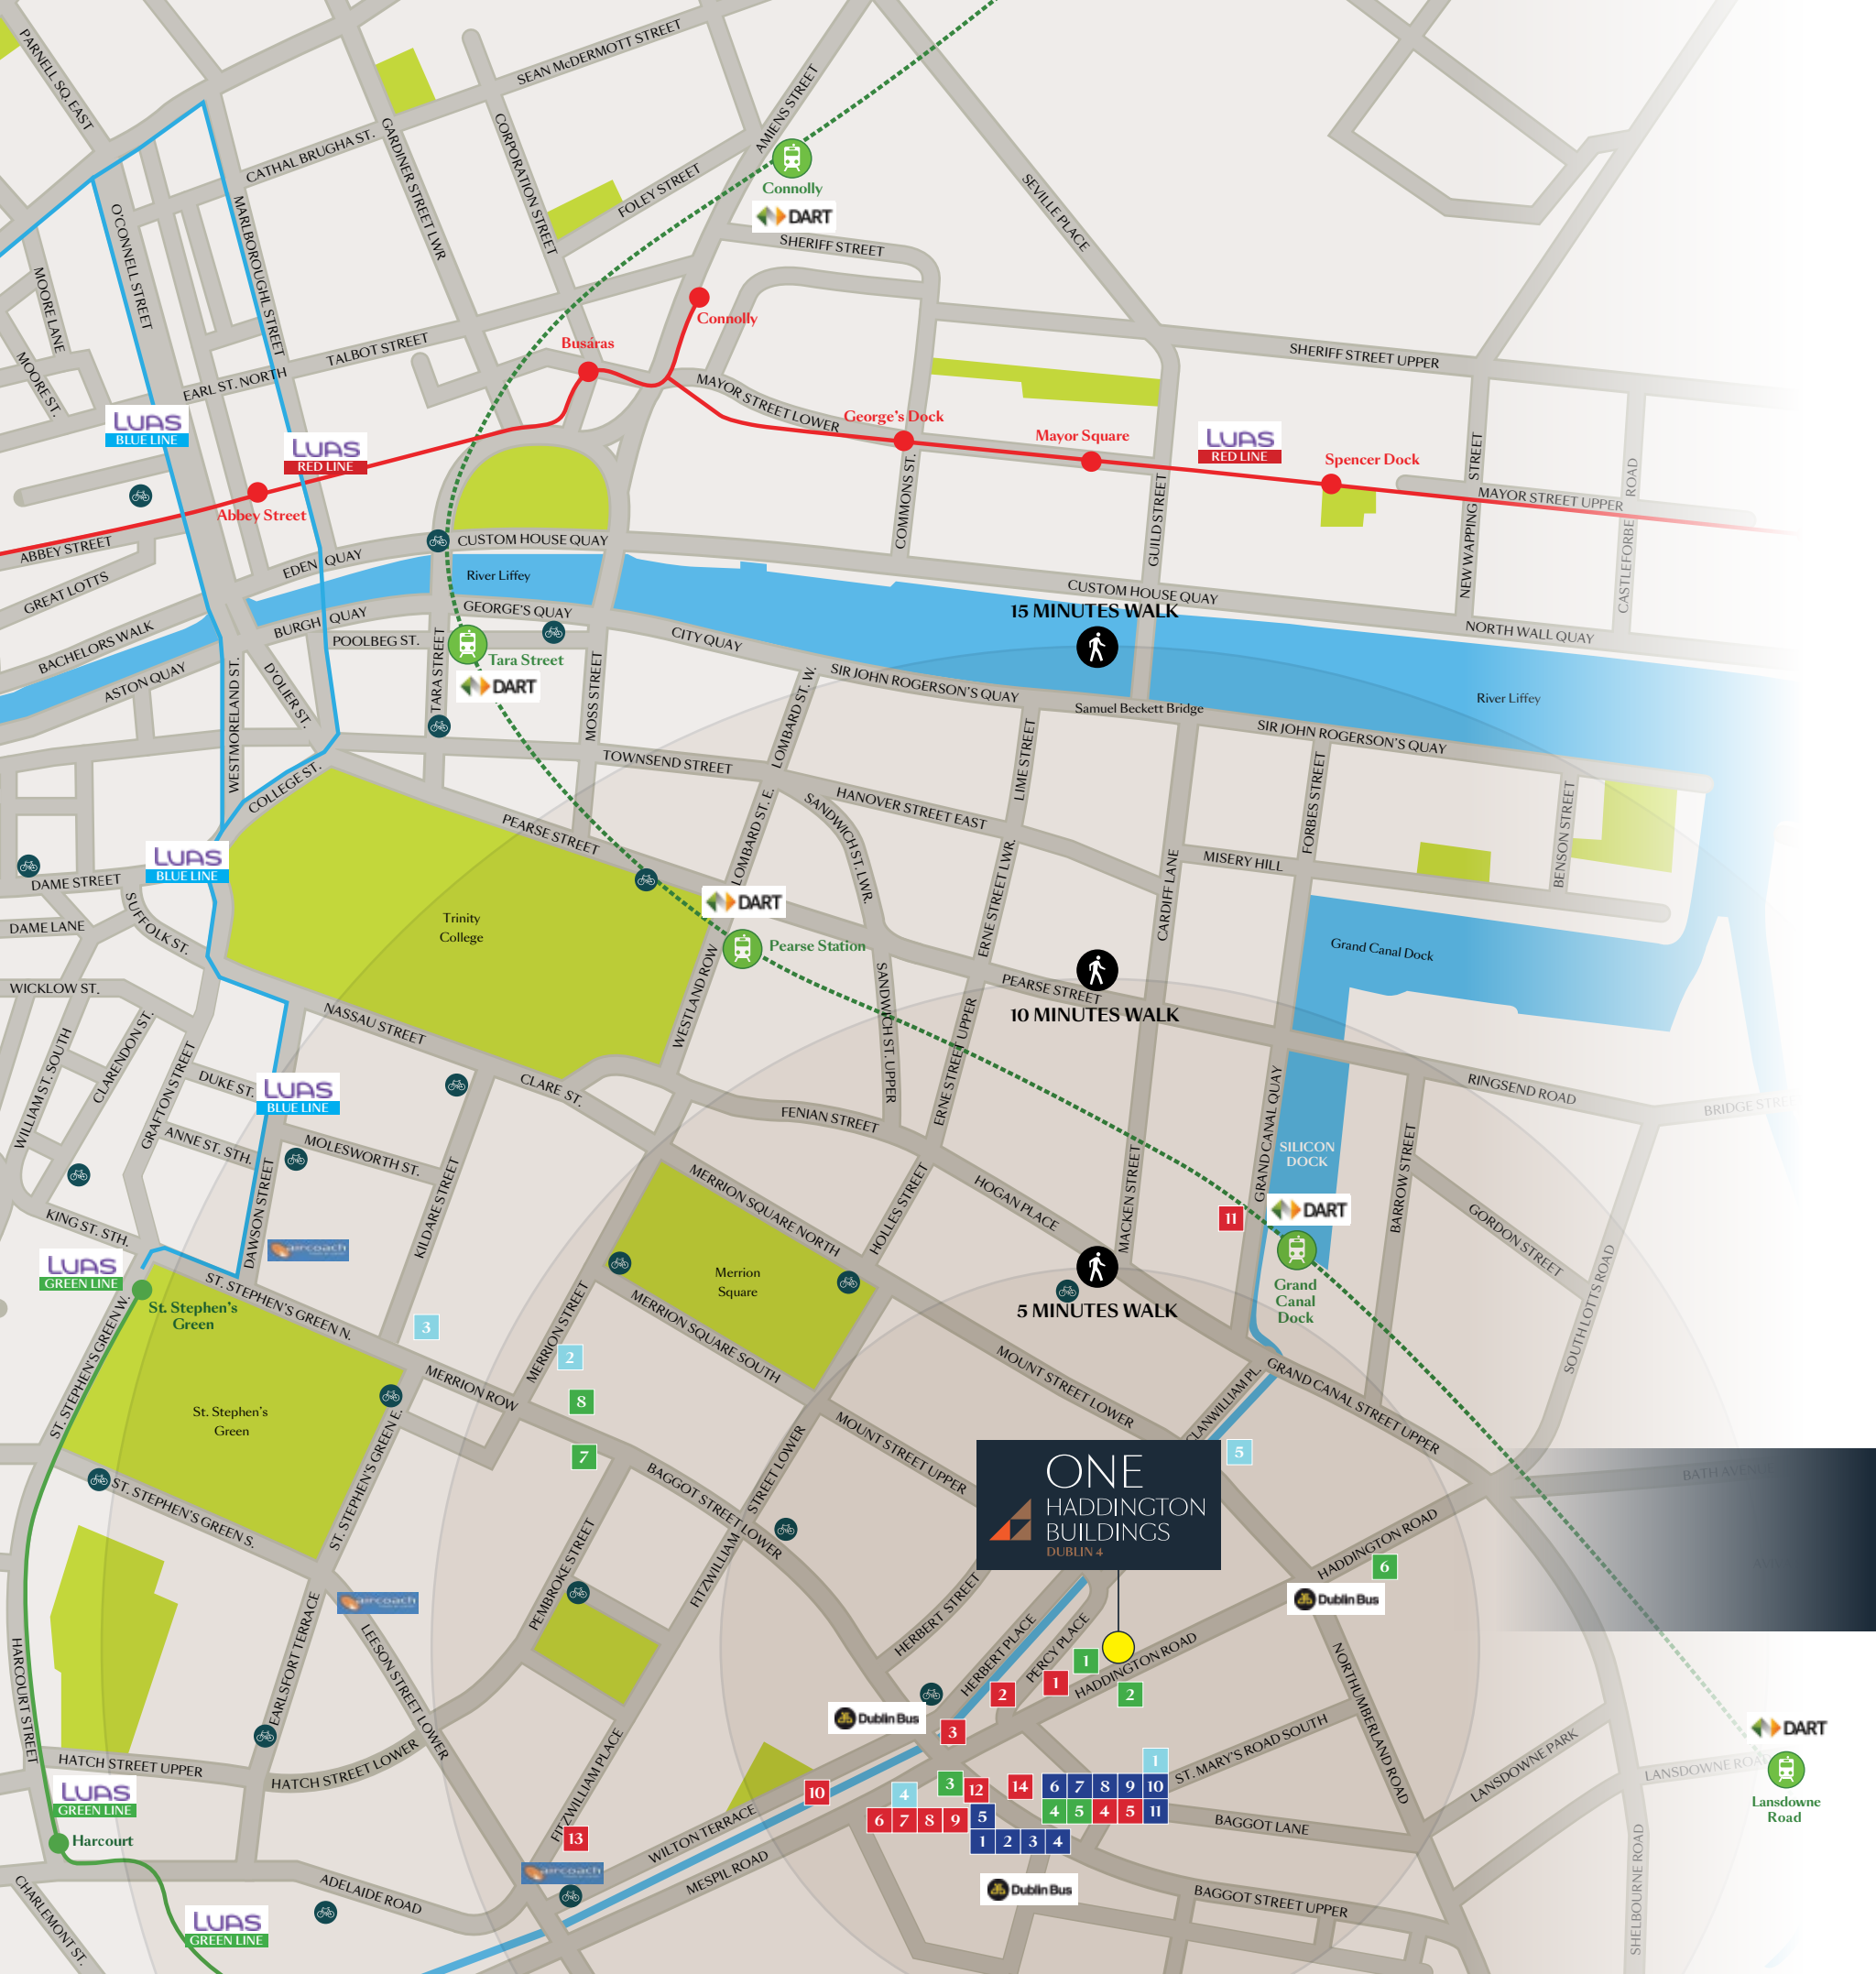 PARNELL SQ. EAST
SEAN McDERMOTT STREET
CATHAL BRUGHA ST.
GARDINER STREET LWR
CORPORATION STREET
AMIENS STREET
FOLEY STREET
Connolly
DART
SHERIFF STREET
SEVILLE PLACE
O'CONNELL STREET
MARLBOROUGHL STREET
MOORE LANE
MOORE ST.
TALBOT STREET
EARL ST. NORTH
Connolly
Busáras
MAYOR STREET LOWER
George's Dock
Mayor Square
Spencer Dock
SHERIFF STREET UPPER
LUAS
BLUE LINE
LUAS
RED LINE
LUAS
RED LINE
Abbey Street
ABBEY STREET
GREAT LOTTS
BACHELORS WALK
ASTON QUAY
EDEN QUAY
BURGH QUAY
CUSTOM HOUSE QUAY
River Liffey
GEORGE'S QUAY
POOLBEG ST.
Tara Street
DART
TARA STREET
MOSS STREET
CITY QUAY
COMMONS ST.
GUILD STREET
CUSTOM HOUSE QUAY
15 MINUTES WALK
NEW WAPPING STREET
MAYOR STREET UPPER
CASTLEFORBE ROAD
NORTH WALL QUAY
River Liffey
SIR JOHN ROGERSON'S QUAY
Samuel Beckett Bridge
SIR JOHN ROGERSON'S QUAY
WESTMORELAND ST.
D'OLIER ST.
COLLEGE ST.
TOWNSEND STREET
LOMBARD ST. W.
LOMBARD ST. E.
LIME STREET
HANOVER STREET EAST
SANDWICH ST. LWR.
PEARSE STREET
ERNE STREET LWR.
CARDIFF LANE
FORBES STREET
MISERY HILL
BENSON STREET
LUAS
BLUE LINE
DAME STREET
DAME LANE
SUFFOLK ST.
Trinity
College
DART
Pearse Station
WESTLAND ROW
Grand Canal Dock
WICKLOW ST.
WILLIAM ST. SOUTH
CLARENDON ST.
GRAFTON STREET
NASSAU STREET
SANDWICH ST. UPPER
ERNE STREET UPPER
PEARSE STREET
10 MINUTES WALK
DUKE ST.
LUAS
BLUE LINE
ANNE ST. STH.
MOLESWORTH ST.
CLARE ST.
FENIAN STREET
GRAND CANAL QUAY
RINGSEND ROAD
BRIDGE STREET
SILICON
DOCK
BARROW STREET
GORDON STREET
SOUTH LOTTS ROAD
KING ST. STH.
DAWSON STREET
KILDARE STREET
MERRION SQUARE NORTH
HOLLES STREET
HOGAN PLACE
MACKEN STREET
11
DART
Grand
Canal
Dock
LUAS
GREEN LINE
aircoach
St. Stephen's
Green
ST. STEPHEN'S GREEN N.
3
2
8
7
MERRION STREET
Merrion
Square
MERRION SQUARE SOUTH
5 MINUTES WALK
ST. STEPHEN'S GREEN W.
St. Stephen's
Green
MERRION ROW
MOUNT STREET LOWER
CLANWILLIAM PL.
GRAND CANAL STREET UPPER
ST. STEPHEN'S GREEN E.
ST. STEPHEN'S GREEN S.
BAGGOT STREET LOWER
FITZWILLIAM STREET LOWER
MOUNT STREET UPPER
ONE
HADDINGTON
BUILDINGS
DUBLIN 4
5
BATH AVENUE
HADDINGTON ROAD
6
Dublin Bus
aircoach
PEMBROKE STREET
HERBERT STREET
HERBERT PLACE
PERCY PLACE
HADDINGTON ROAD
1
2
1
2
3
Dublin Bus
NORTHUMBERLAND ROAD
HARCOURT STREET
EARLSFORT TERRACE
LEESON STREET LOWER
HATCH STREET UPPER
HATCH STREET LOWER
FITZWILLIAM PLACE
ST. MARY'S ROAD SOUTH
LANSDOWNE PARK
LANSDOWNE ROAD
DART
Lansdowne
Road
LUAS
GREEN LINE
Harcourt
10
4
3
12
14
1
6 7 8 9 10
6 7 8 9
5
4 5 4 5 11
1 2 3 4
13
aircoach
WILTON TERRACE
MESPIL ROAD
BAGGOT LANE
Dublin Bus
BAGGOT STREET UPPER
SHELBOURNE ROAD
ADELAIDE ROAD
CHARLEMONT ST.
LUAS
GREEN LINE